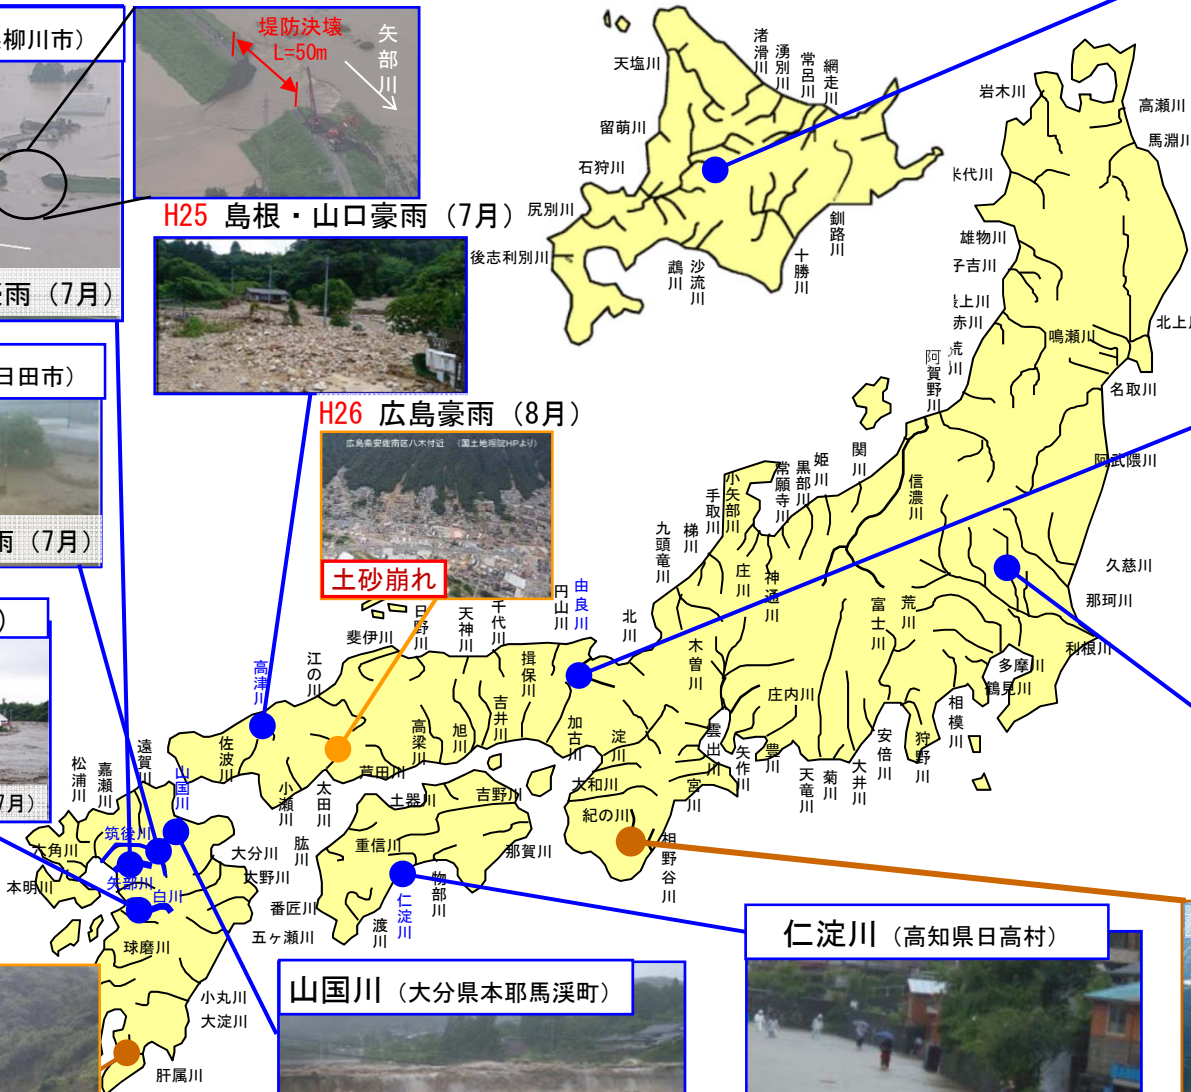 柳川市）
堤防決壊
L=50m
矢部川
豪雨（7月）
H25 島根・山口豪雨（7月）
日田市）
雨（7月）
H26 広島豪雨（8月）
広島県安佐南区八木付近 （国土地理院HPより）
土砂崩れ
）
7月）
天塩川
留萌川
石狩川
尻別川
後志利別川
渚滑川
湧別川
常呂川
網走川
釧路川
十勝川
沙流川
鵡川
岩木川
高瀬川
馬淵川
米代川
雄物川
子吉川
最上川
赤川
荒川
阿賀野川
鳴瀬川
北上川
名取川
阿武隈川
久慈川
那珂川
利根川
多摩川
鶴見川
相模川
荒川
富士川
狩野川
安倍川
大井川
菊川
天竜川
豊川
矢作川
庄内川
木曽川
信濃川
関川
姫川
黒部川
常願寺川
神通川
庄川
小矢部川
手取川
梯川
九頭竜川
北川
由良川
円山川
千代川
天神川
日野川
斐伊川
江の川
高津川
佐波川
小瀬川
太田川
芦田川
高梁川
旭川
吉井川
揖保川
加古川
淀川
大和川
紀の川
雲出川
宮川
相野谷川
土器川
吉野川
重信川
那賀川
物部川
仁淀川
渡川
肱川
遠賀川
山国川
嘉瀬川
松浦川
筑後川
六角川
矢部川
本明川
白川
大分川
大野川
番匠川
五ヶ瀬川
球磨川
小丸川
大淀川
肝属川
山国川（大分県本耶馬渓町）
仁淀川（高知県日高村）